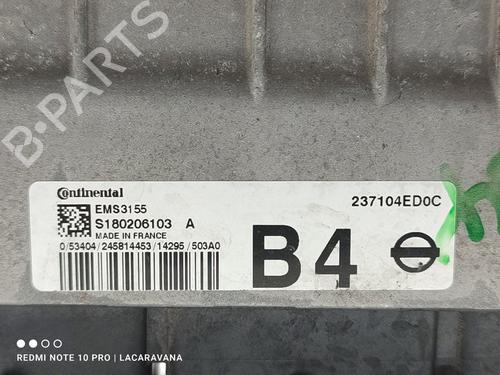 B-PARTS
Continental
EMS3155
S180206103 A
MADE IN FRANCE
0/53404/245814453/14295/503A0
237104ED0C
B4
REDMI NOTE 10 PRO | LACARAVANA